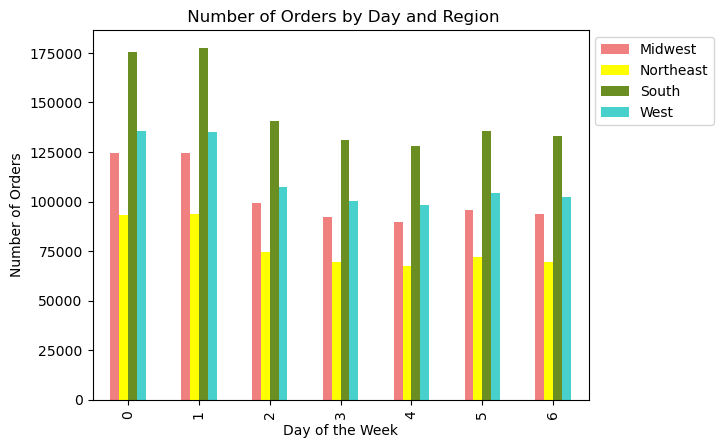 Number of Orders by Day and Region
Number of Orders
175000
150000
125000
100000
75000
50000
25000
0
0 1 2 3 4 5 6
Day of the Week
Midwest
Northeast
South
West